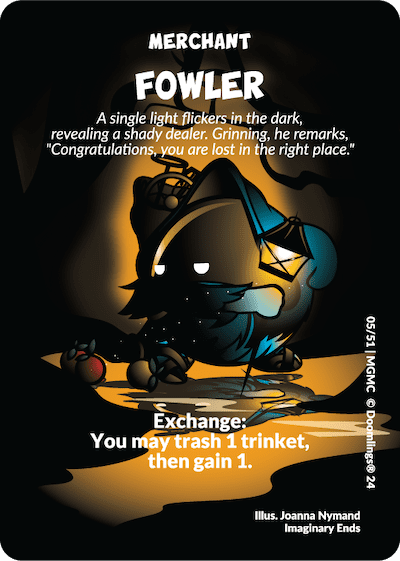 MERCHANT
FOWLER
A single light flickers in the dark,
revealing a shady dealer. Grinning, he remarks,
"Congratulations, you are lost in the right place."
05/51 | MGMC © Doomlings® 24
Exchange:
You may trash 1 trinket,
then gain 1.
Illus. Joanna Nymand
Imaginary Ends